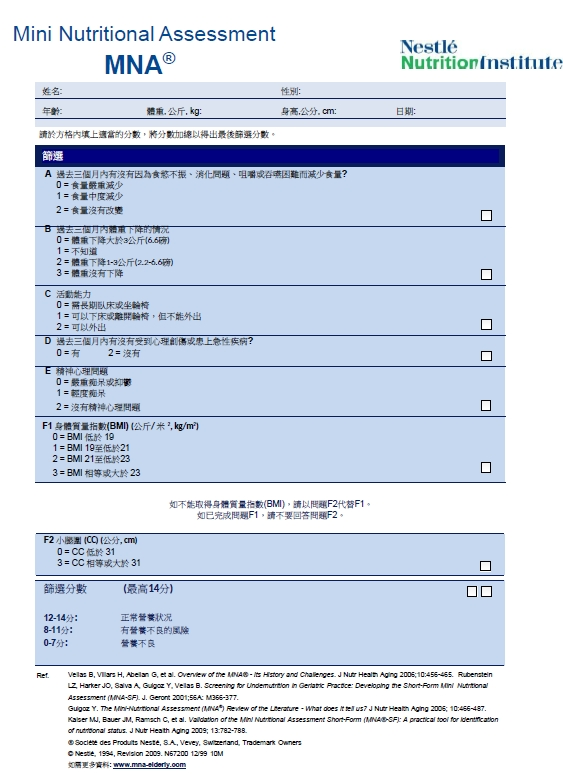 Mini Nutritional Assessment
MNA®
Nestlé
NutritionInstitute
姓名: 性別:
年齡: 體重, 公斤, kg: 身高,公分, cm: 日期:
請於方格內填上適當的分數，將分數加總以得出最後篩選分數。
篩選
A 過去三個月內有沒有因為食慾不振、消化問題、咀嚼或吞嚥困難而減少食量?
0 = 食量嚴重減少
1 = 食量中度減少
2 = 食量沒有改變
B 過去三個月內體重下降的情況
0 = 體重下降大於3公斤(6.6磅)
1 = 不知道
2 = 體重下降1-3公斤(2.2-6.6磅)
3 = 體重沒有下降
C 活動能力
0 = 需長期臥床或坐輪椅
1 = 可以下床或離開輪椅，但不能外出
2 = 可以外出
D 過去三個月內有沒有受到心理創傷或患上急性疾病?
0 = 有 2 = 沒有
E 精神心理問題
0 = 嚴重痴呆或抑鬱
1 = 輕度痴呆
2 = 沒有精神心理問題
F1 身體質量指數(BMI) (公斤/ 米 ², kg/m²)
0 = BMI 低於 19
1 = BMI 19至低於21
2 = BMI 21至低於23
3 = BMI 相等或大於 23
如不能取得身體質量指數(BMI)，請以問題F2代替F1。
如已完成問題F1，請不要回答問題F2。
F2 小腿圍 (CC) (公分, cm)
0 = CC 低於 31
3 = CC 相等或大於 31
篩選分數 (最高14分)
12-14分: 正常營養狀況
8-11分: 有營養不良的風險
0-7分: 營養不良
Ref. Vellas B, Villars H, Abellan G, et al. Overview of the MNA® - Its History and Challenges. J Nutr Health Aging 2006;10:456-465. Rubenstein
LZ, Harker JO, Salva A, Guigoz Y, Vellas B. Screening for Undernutrition in Geriatric Practice: Developing the Short-Form Mini Nutritional
Assessment (MNA-SF). J. Geront 2001;56A: M366-377.
Guigoz Y. The Mini-Nutritional Assessment (MNA®) Review of the Literature - What does it tell us? J Nutr Health Aging 2006; 10:466-487.
Kaiser MJ, Bauer JM, Ramsch C, et al. Validation of the Mini Nutritional Assessment Short-Form (MNA®-SF): A practical tool for identification
of nutritional status. J Nutr Health Aging 2009; 13:782-788.
® Société des Produits Nestlé, S.A., Vevey, Switzerland, Trademark Owners
© Nestlé, 1994, Revision 2009. N67200 12/99 10M
如需更多資料: www.mna-elderly.com